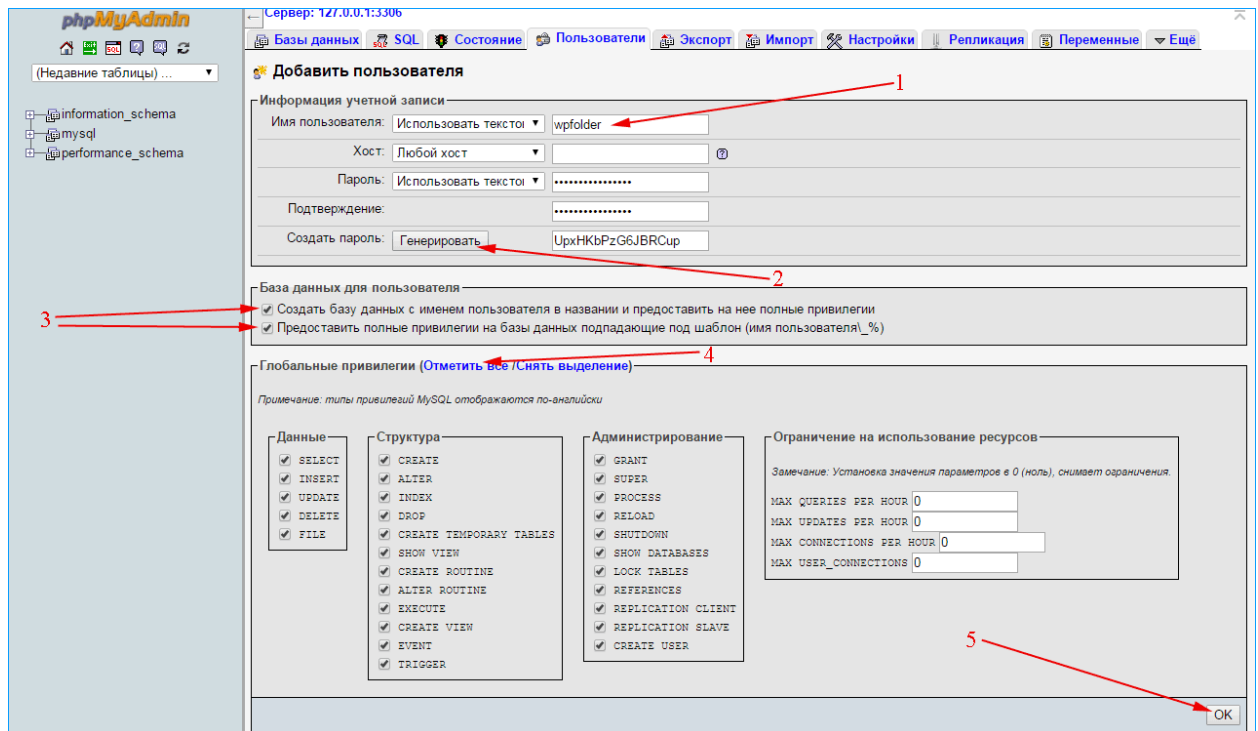 phpMyAdmin
(Недавние таблицы) ...
information_schema
mysql
performance_schema
Сервер: 127.0.0.1:3306
Базы данных SQL Состояние Пользователи Экспорт Импорт Настройки Репликация Переменные Ещё
Добавить пользователя
1
Информация учетной записи
Имя пользователя: Использовать тексто wpfolder
Хост: Любой хост
Пароль: Использовать тексто ••••••••••••••••
Подтверждение: ••••••••••••••••
Создать пароль: Генерировать UpxHKbPzG6JBRCup
2
База данных для пользователя
Создать базу данных с именем пользователя в названии и предоставить на нее полные привилегии
3
Предоставить полные привилегии на базы данных подпадающие под шаблон (имя пользователя\_%)
4
Глобальные привилегии (Отметить все /Снять выделение)
Примечание: типы привилегий MySQL отображаются по-английски
Данные
SELECT
INSERT
UPDATE
DELETE
FILE
Структура
CREATE
ALTER
INDEX
DROP
CREATE TEMPORARY TABLES
SHOW VIEW
CREATE ROUTINE
ALTER ROUTINE
EXECUTE
CREATE VIEW
EVENT
TRIGGER
Администрирование
GRANT
SUPER
PROCESS
RELOAD
SHUTDOWN
SHOW DATABASES
LOCK TABLES
REFERENCES
REPLICATION CLIENT
REPLICATION SLAVE
CREATE USER
Ограничение на использование ресурсов
Замечание: Установка значения параметров в 0 (ноль), снимает ограничения.
MAX QUERIES PER HOUR 0
MAX UPDATES PER HOUR 0
MAX CONNECTIONS PER HOUR 0
MAX USER_CONNECTIONS 0
5
OK